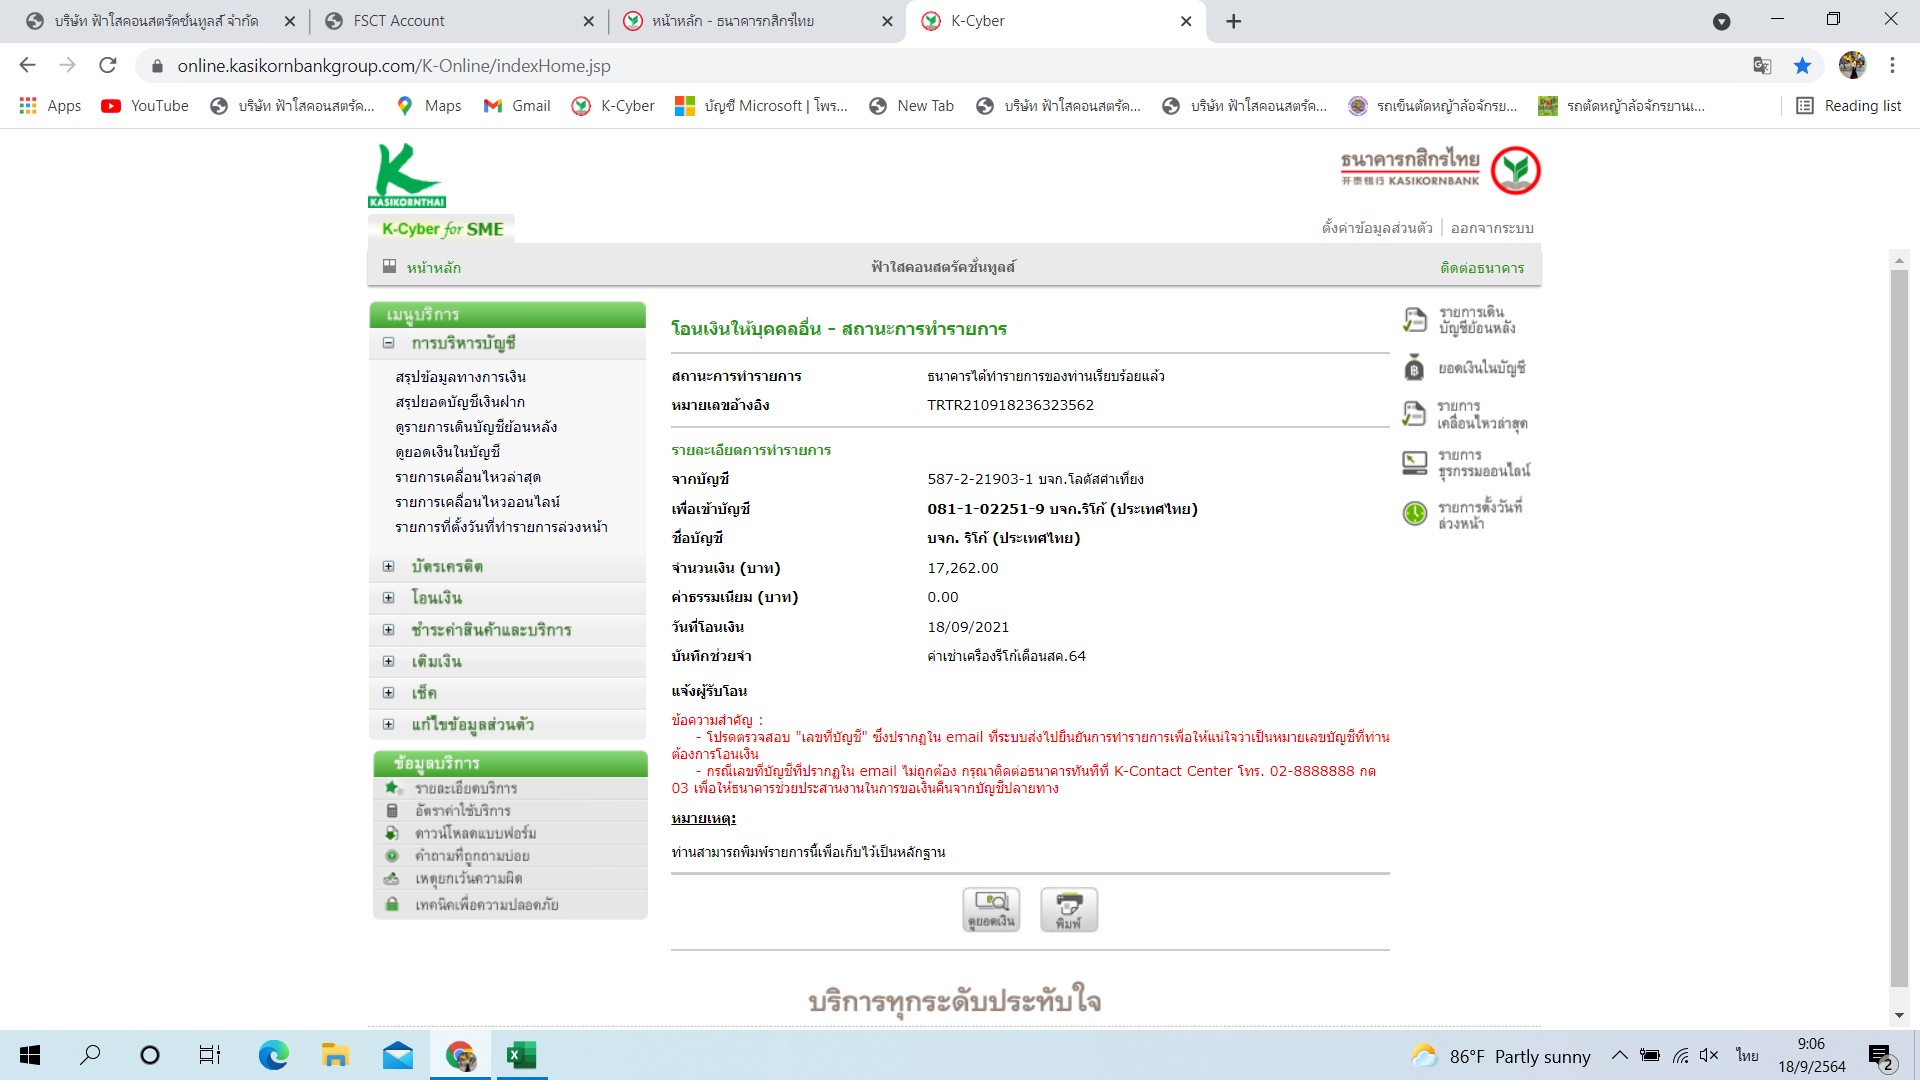 บริษัท ฟ้าใสคอนสตรัคชั่นทูลส์ จำกัด
FSCT Account
หน้าหลัก - ธนาคารกสิกรไทย
K-Cyber
online.kasikornbankgroup.com/K-Online/indexHome.jsp
Apps
YouTube
บริษัท ฟ้าใสคอนสตรัค...
Maps
Gmail
K-Cyber
บัญชี Microsoft | โพร...
New Tab
บริษัท ฟ้าใสคอนสตรัค...
บริษัท ฟ้าใสคอนสตรัค...
รถเข็นตัดหญ้าล้อจักรย...
รถตัดหญ้าล้อจักรยานเ...
Reading list
K
KASIKORNTHAI
ธนาคารกสิกรไทย
开泰银行 KASIKORNBANK
K-Cyber for SME
ตั้งค่าข้อมูลส่วนตัว
ออกจากระบบ
หน้าหลัก
ฟ้าใสคอนสตรัคชั่นทูลส์
ติดต่อธนาคาร
เมนูบริการ
การบริหารบัญชี
สรุปข้อมูลทางการเงิน
สรุปยอดบัญชีเงินฝาก
ดูรายการเดินบัญชีย้อนหลัง
ดูยอดเงินในบัญชี
รายการเคลื่อนไหวล่าสุด
รายการเคลื่อนไหวออนไลน์
รายการที่ตั้งวันที่ทำรายการล่วงหน้า
บัตรเครดิต
โอนเงิน
ชำระค่าสินค้าและบริการ
เติมเงิน
เช็ค
แก้ไขข้อมูลส่วนตัว
ข้อมูลบริการ
รายละเอียดบริการ
อัตราค่าใช้บริการ
ดาวน์โหลดแบบฟอร์ม
คำถามที่ถูกถามบ่อย
เหตุยกเว้นความผิด
เทคนิคเพื่อความปลอดภัย
โอนเงินให้บุคคลอื่น - สถานะการทำรายการ
สถานะการทำรายการ ธนาคารได้ทำรายการของท่านเรียบร้อยแล้ว
หมายเลขอ้างอิง TRTR210918236323562
รายละเอียดการทำรายการ
จากบัญชี 587-2-21903-1 บจก.โลตัสคำเที่ยง
เพื่อเข้าบัญชี 081-1-02251-9 บจก.ริโก้ (ประเทศไทย)
ชื่อบัญชี บจก. ริโก้ (ประเทศไทย)
จำนวนเงิน (บาท) 17,262.00
ค่าธรรมเนียม (บาท) 0.00
วันที่โอนเงิน 18/09/2021
บันทึกช่วยจำ ค่าเช่าเครื่องรีโก้เดือนสค.64
แจ้งผู้รับโอน
ข้อความสำคัญ :
- โปรดตรวจสอบ "เลขที่บัญชี" ซึ่งปรากฏใน email ที่ระบบส่งไปยืนยันการทำรายการเพื่อให้แน่ใจว่าเป็นหมายเลขบัญชีที่ท่าน
ต้องการโอนเงิน
- กรณีเลขที่บัญชีที่ปรากฏใน email ไม่ถูกต้อง กรุณาติดต่อธนาคารทันทีที่ K-Contact Center โทร. 02-8888888 กด
03 เพื่อให้ธนาคารช่วยประสานงานในการขอเงินคืนจากบัญชีปลายทาง
หมายเหตุ:
ท่านสามารถพิมพ์รายการนี้เพื่อเก็บไว้เป็นหลักฐาน
ดูยอดเงิน
พิมพ์
รายการเดิน
บัญชีย้อนหลัง
ยอดเงินในบัญชี
รายการ
เคลื่อนไหวล่าสุด
รายการ
ธุรกรรมออนไลน์
รายการตั้งวันที่
ล่วงหน้า
บริการทุกระดับประทับใจ
86°F Partly sunny
ไทย
9:06
18/9/2564
2